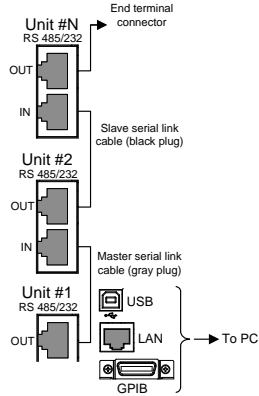 End terminal
connector
Unit #N
RS 485/232
OUT
IN
Slave serial link
cable (black plug)
Unit #2
RS 485/232
OUT
IN
Master serial link
cable (gray plug)
Unit #1
RS 485/232
OUT
USB
LAN
To PC
GPIB